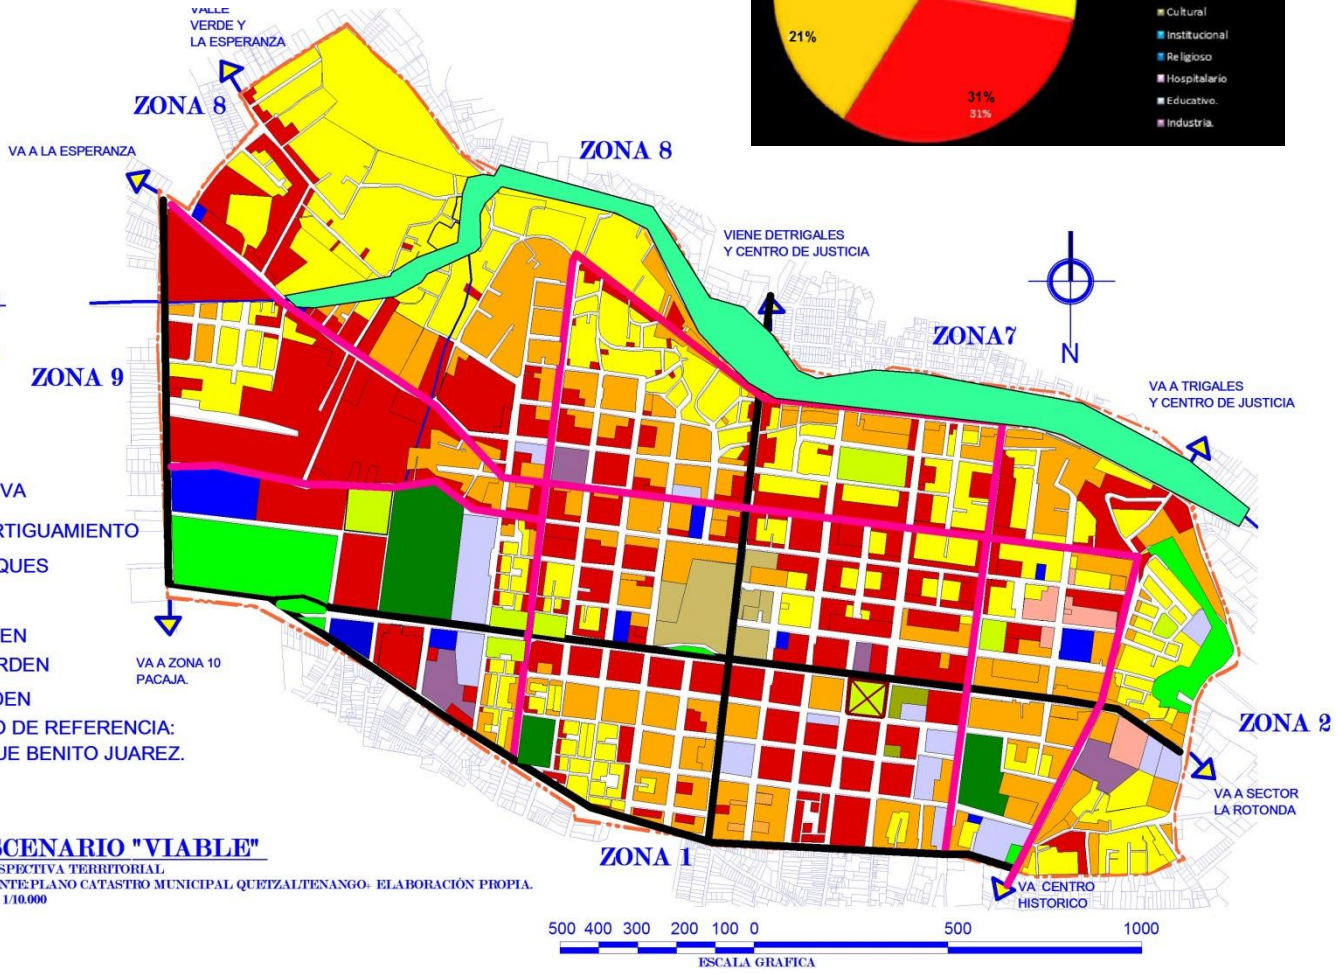 VALLE
VERDE Y
LA ESPERANZA
ZONA 8
VA A LA ESPERANZA
21%
31%
31%
Cultural
Institucional
Religioso
Hospitalario
Educativo.
Industria.
ZONA 8
VIENE DETRIGALES
Y CENTRO DE JUSTICIA
N
ZONA7
ZONA 9
VA A TRIGALES
Y CENTRO DE JUSTICIA
VA
RTIGUAMIENTO
QUES
EN
RDEN
DEN
O DE REFERENCIA:
UE BENITO JUAREZ.
VA A ZONA 10
PACAJA.
ZONA 2
VA A SECTOR
LA ROTONDA
SCENARIO "VIABLE"
SPECTIVA TERRITORIAL
NTE:PLANO CATASTRO MUNICIPAL QUETZALTENANGO+ ELABORACIÓN PROPIA.
1/10.000
ZONA 1
VA CENTRO
HISTORICO
500 400 300 200 100 0 500 1000
ESCALA GRAFICA